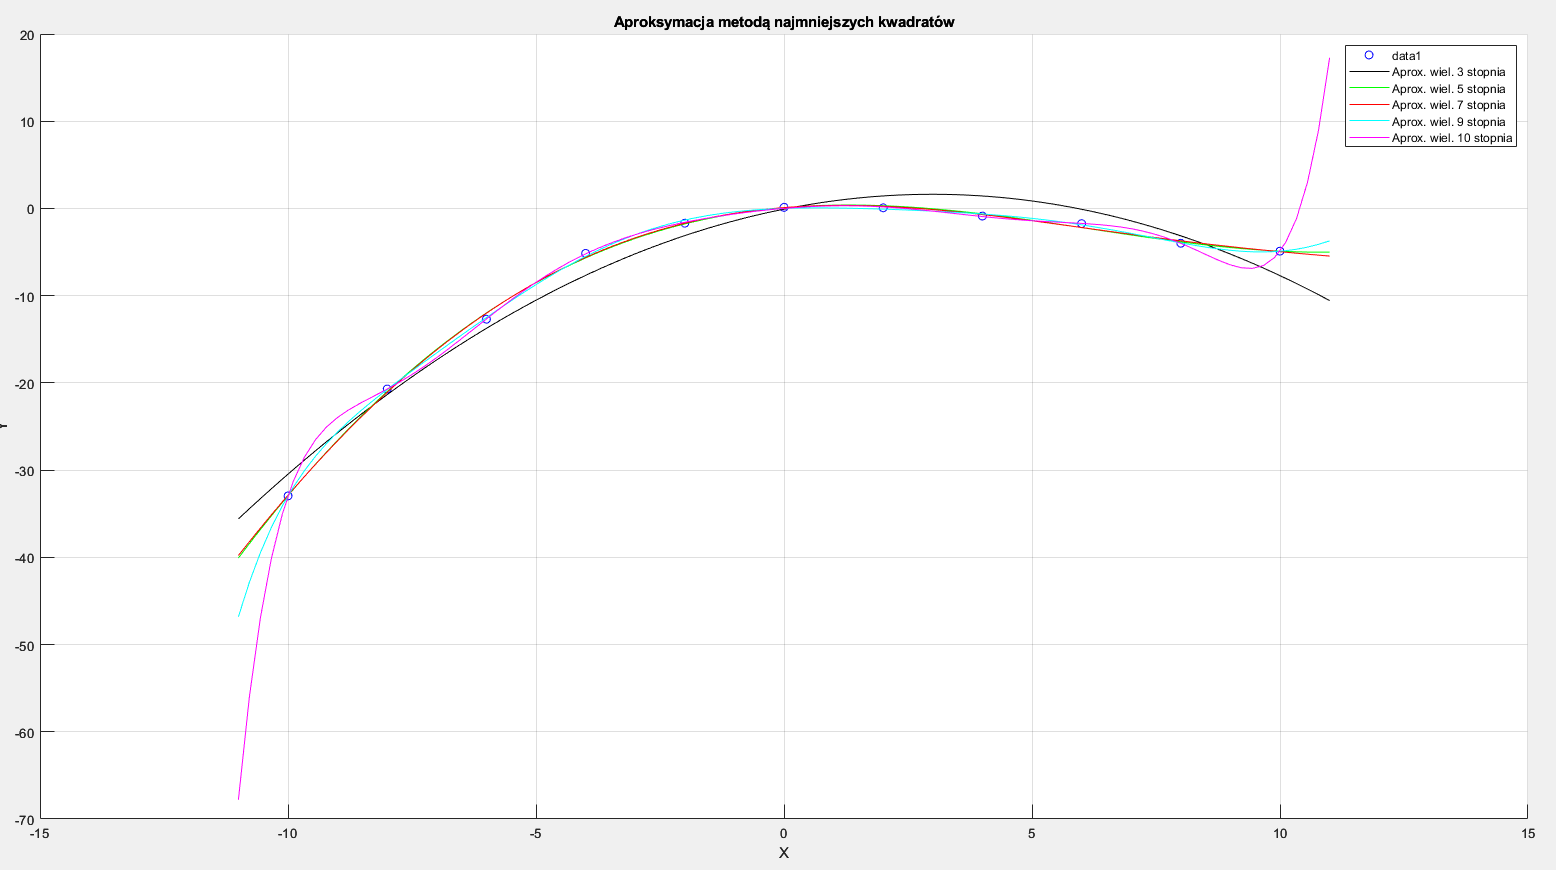 Aproksymacja metodą najmniejszych kwadratów
20
10
0
-10
-20
-30
-40
-50
-60
-70
data1
Aprox. wiel. 3 stopnia
Aprox. wiel. 5 stopnia
Aprox. wiel. 7 stopnia
Aprox. wiel. 9 stopnia
Aprox. wiel. 10 stopnia
-15
-10
-5
0
5
10
15
X